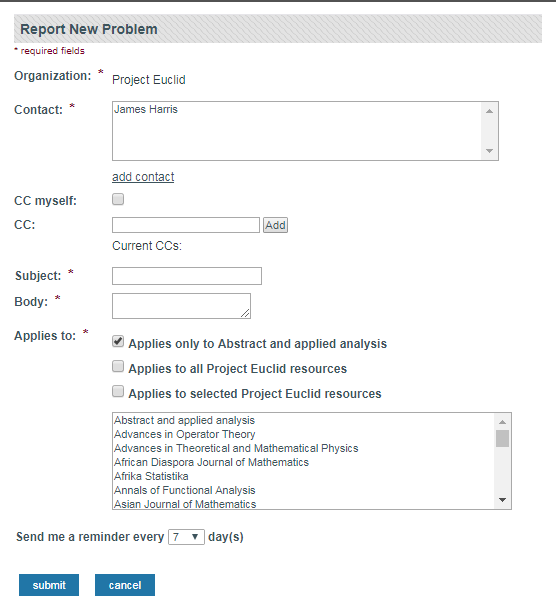 Report New Problem
* required fields
Organization: * Project Euclid
Contact: * James Harris
add contact
CC myself:
CC: Add
Current CCs:
Subject: *
Body: *
Applies to: * Applies only to Abstract and applied analysis
Applies to all Project Euclid resources
Applies to selected Project Euclid resources
Abstract and applied analysis
Advances in Operator Theory
Advances in Theoretical and Mathematical Physics
African Diaspora Journal of Mathematics
Afrika Statistika
Annals of Functional Analysis
Asian Journal of Mathematics
Send me a reminder every 7 day(s)
submit cancel